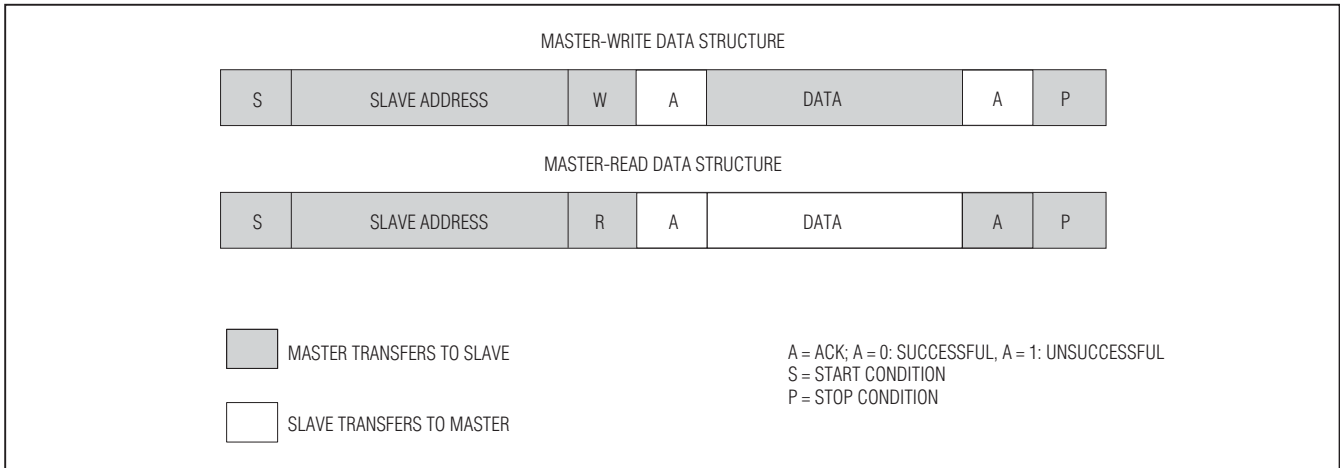 MASTER-WRITE DATA STRUCTURE
S SLAVE ADDRESS W A DATA A P
MASTER-READ DATA STRUCTURE
S SLAVE ADDRESS R A DATA A P
MASTER TRANSFERS TO SLAVE
SLAVE TRANSFERS TO MASTER
A = ACK; A = 0: SUCCESSFUL, A = 1: UNSUCCESSFUL
S = START CONDITION
P = STOP CONDITION